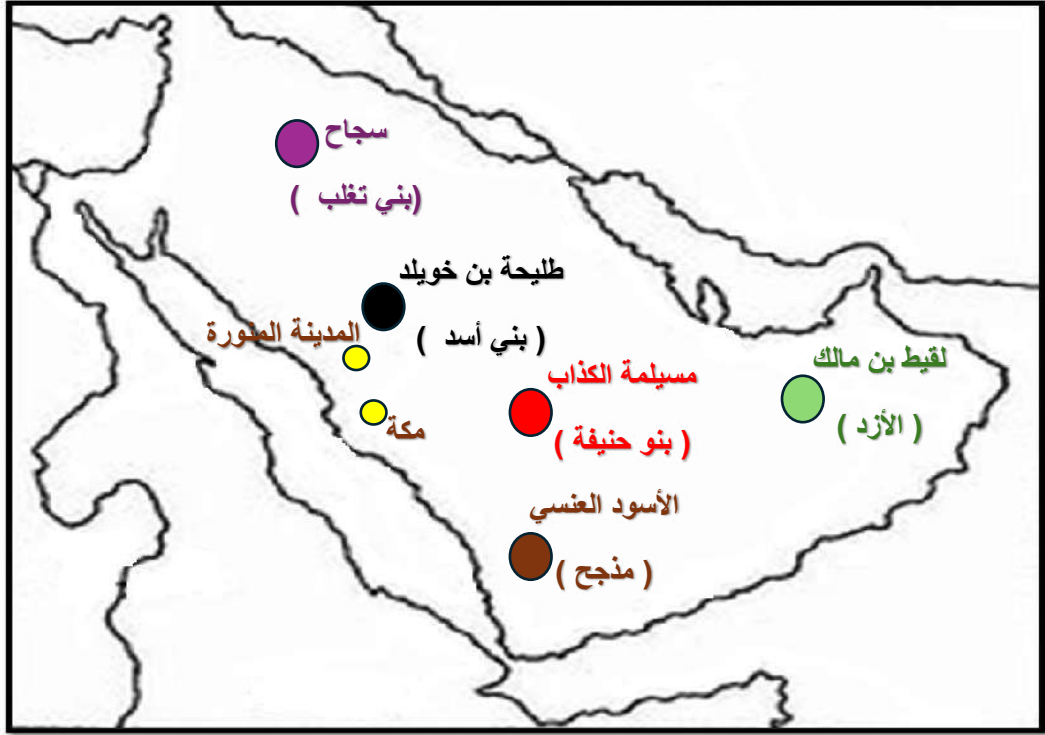 سجاح
(بني تغلب )
طليحة بن خويلد
( بني أسد )
المدينة المنورة
مكة
مسيلمة الكذاب
( بنو حنيفة )
لقيط بن مالك
( الأزد )
الأسود العنسي
( مذجح )